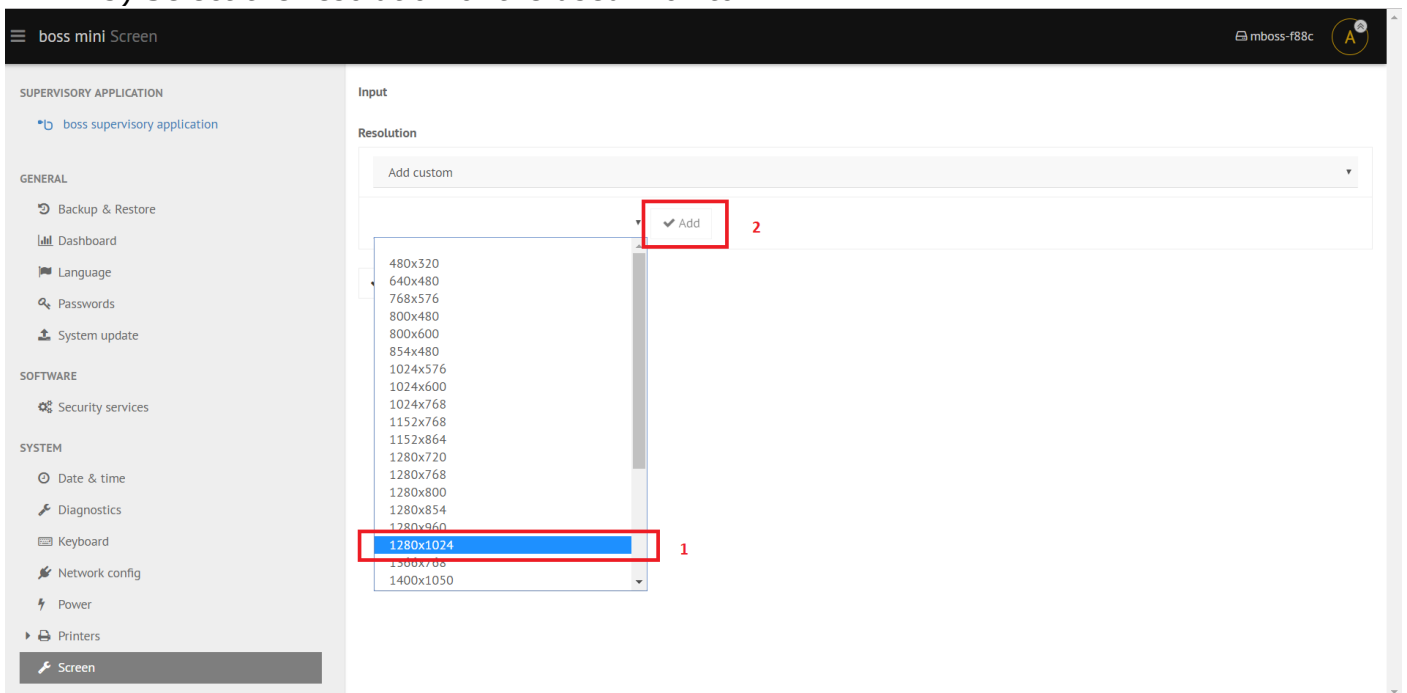 boss mini Screen
mboss-f88c
A
SUPERVISORY APPLICATION
boss supervisory application
GENERAL
Backup & Restore
Dashboard
Language
Passwords
System update
SOFTWARE
Security services
SYSTEM
Date & time
Diagnostics
Keyboard
Network config
Power
Printers
Screen
Input
Resolution
Add custom
Add
2
480x320
640x480
768x576
800x480
800x600
854x480
1024x576
1024x600
1024x768
1152x768
1152x864
1280x720
1280x768
1280x800
1280x854
1280x960
1280x1024
1
1366x768
1400x1050